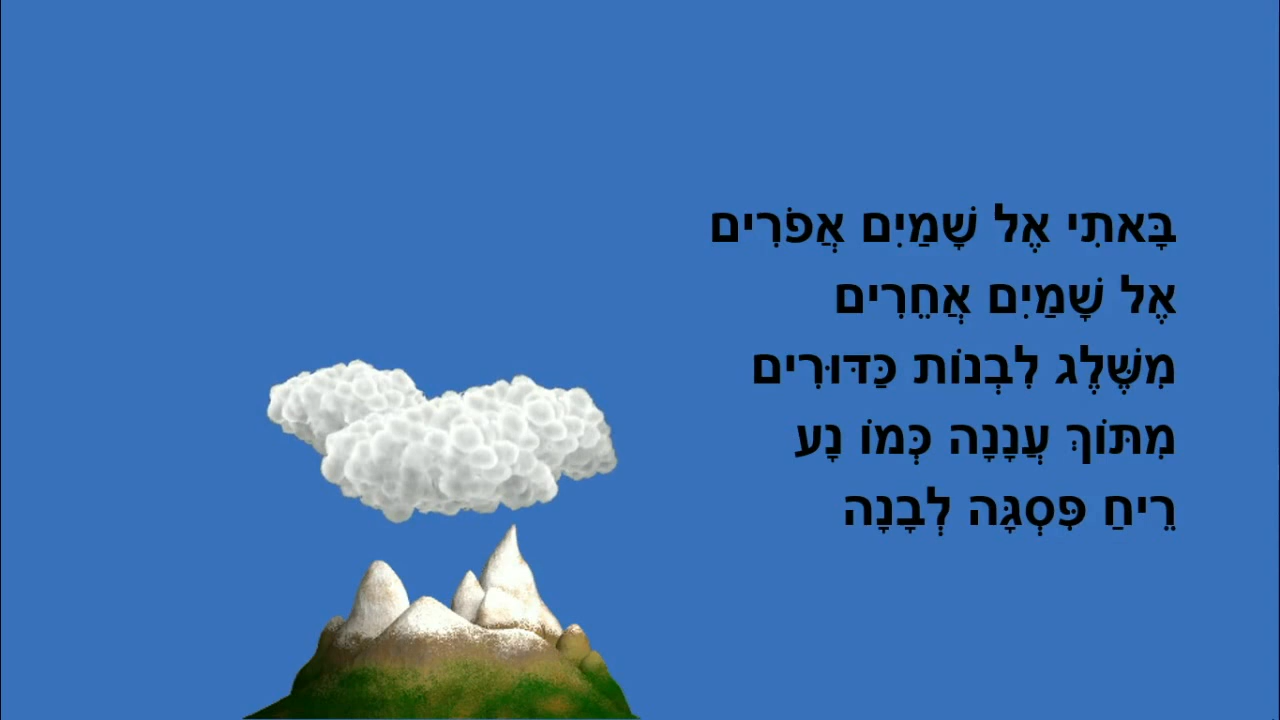 בָּאתִי אֶל שָׁמַיִם אֲפֹרִים
אֶל שָׁמַיִם אֲחֵרִים
מִשֶּׁלֶג לִבְנוֹת כַּדּוּרִים
מִתּוֹךְ עֲנָנָה כְּמוֹ נָע
רֵיחַ פִּסְגָּה לְבָנָה